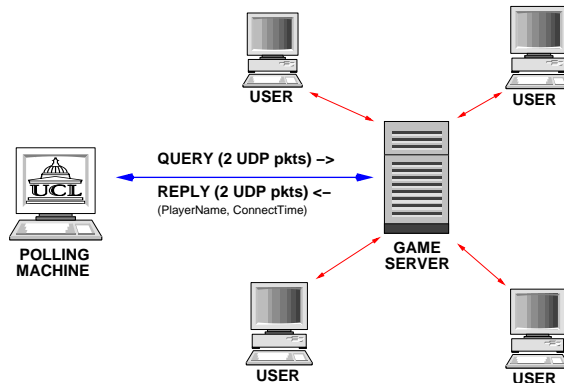 USER
USER
QUERY (2 UDP pkts) −>
UCL
REPLY (2 UDP pkts) <−
(PlayerName, ConnectTime)
POLLING
MACHINE
GAME
SERVER
USER
USER